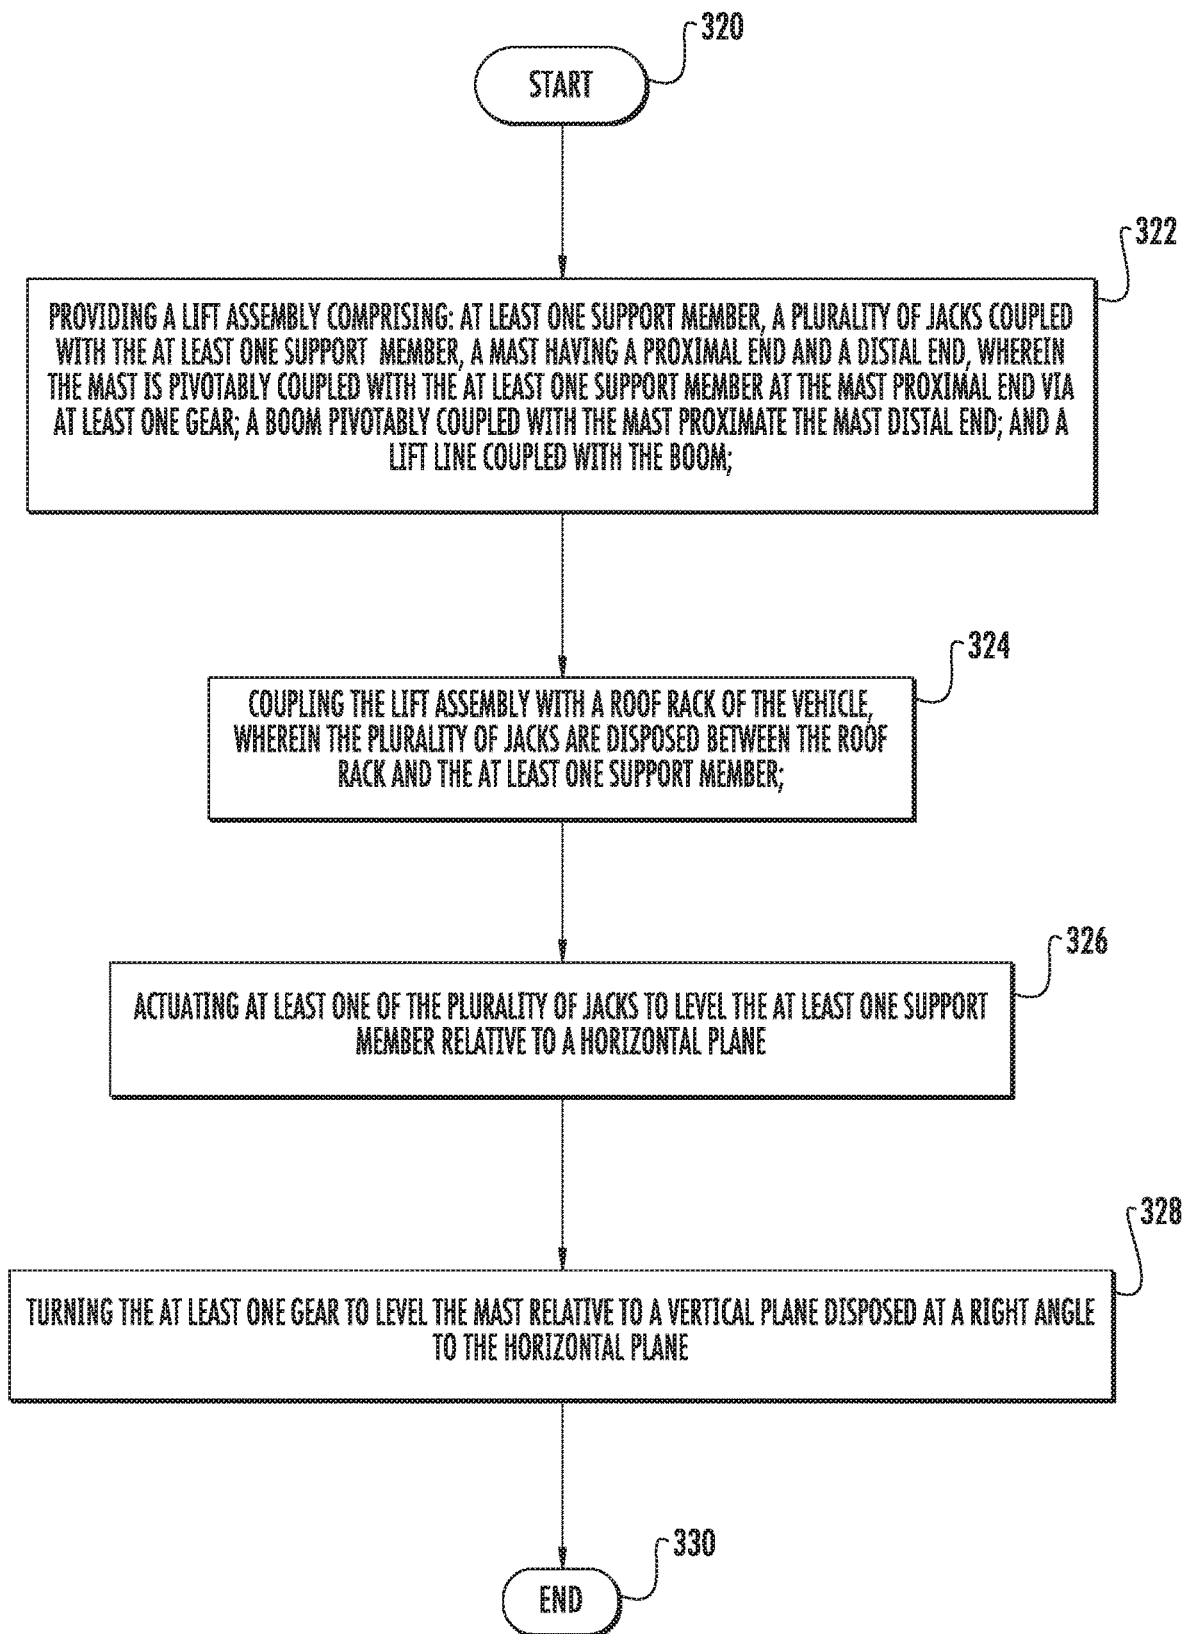 320
START
322
PROVIDING A LIFT ASSEMBLY COMPRISING: AT LEAST ONE SUPPORT MEMBER, A PLURALITY OF JACKS COUPLED
WITH THE AT LEAST ONE SUPPORT MEMBER, A MAST HAVING A PROXIMAL END AND A DISTAL END, WHEREIN
THE MAST IS PIVOTABLY COUPLED WITH THE AT LEAST ONE SUPPORT MEMBER AT THE MAST PROXIMAL END VIA
AT LEAST ONE GEAR; A BOOM PIVOTABLY COUPLED WITH THE MAST PROXIMATE THE MAST DISTAL END; AND A
LIFT LINE COUPLED WITH THE BOOM;
324
COUPLING THE LIFT ASSEMBLY WITH A ROOF RACK OF THE VEHICLE,
WHEREIN THE PLURALITY OF JACKS ARE DISPOSED BETWEEN THE ROOF
RACK AND THE AT LEAST ONE SUPPORT MEMBER;
326
ACTUATING AT LEAST ONE OF THE PLURALITY OF JACKS TO LEVEL THE AT LEAST ONE SUPPORT
MEMBER RELATIVE TO A HORIZONTAL PLANE
328
TURNING THE AT LEAST ONE GEAR TO LEVEL THE MAST RELATIVE TO A VERTICAL PLANE DISPOSED AT A RIGHT ANGLE
TO THE HORIZONTAL PLANE
330
END